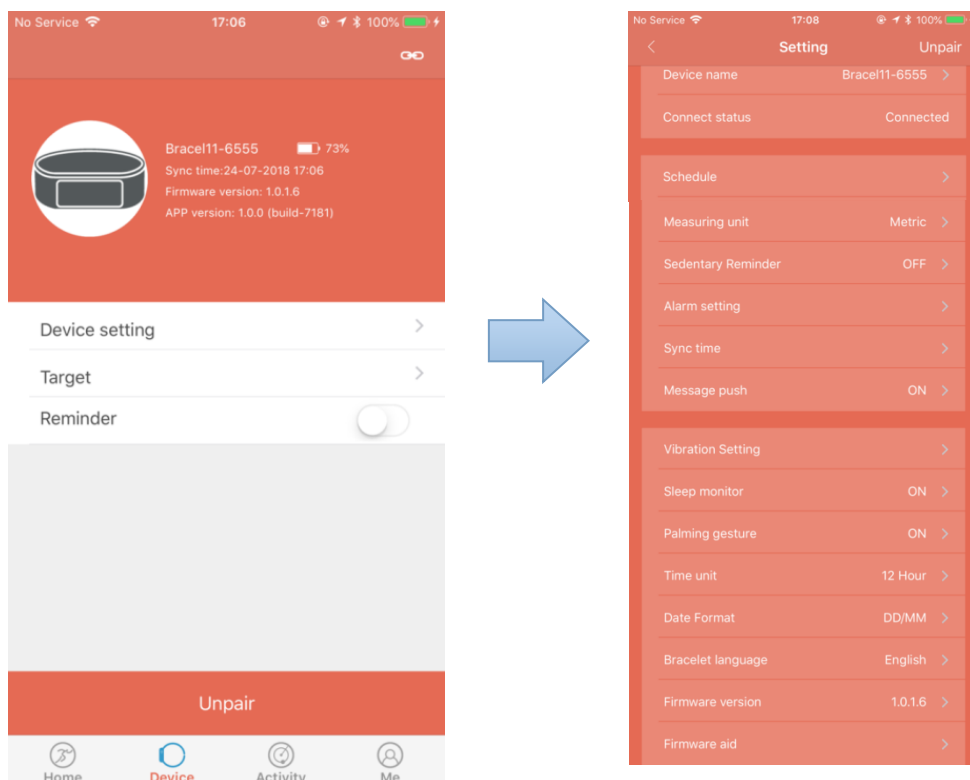 No Service 17:06 100%
Bracel11-6555 73%
Sync time:24-07-2018 17:06
Firmware version: 1.0.1.6
APP version: 1.0.0 (build-7181)
Device setting
Target
Reminder
Unpair
Home Device Activity Me
No Service 17:08 100%
Setting Unpair
Device name Bracel11-6555
Connect status Connected
Schedule
Measuring unit Metric
Sedentary Reminder OFF
Alarm setting
Sync time
Message push ON
Vibration Setting
Sleep monitor ON
Palming gesture ON
Time unit 12 Hour
Date Format DD/MM
Bracelet language English
Firmware version 1.0.1.6
Firmware aid